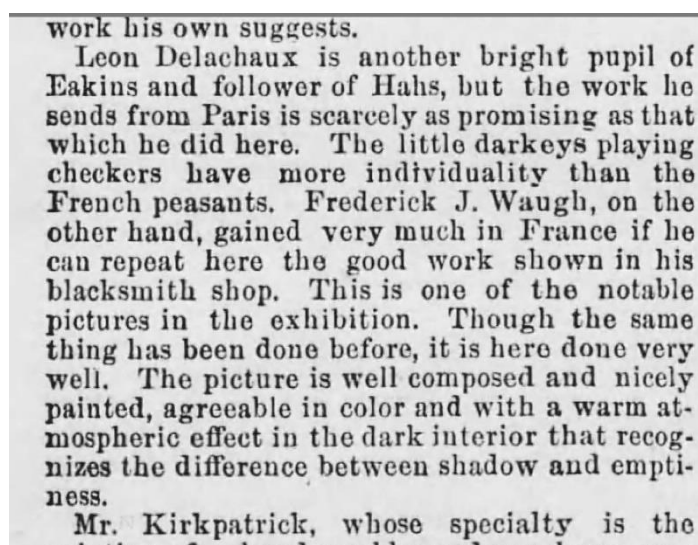 work his own suggests.
Leon Delachaux is another bright pupil of
Eakins and follower of Hahs, but the work he
sends from Paris is scarcely as promising as that
which he did here. The little darkeys playing
checkers have more individuality than the
French peasants. Frederick J. Waugh, on the
other hand, gained very much in France if he
can repeat here the good work shown in his
blacksmith shop. This is one of the notable
pictures in the exhibition. Though the same
thing has been done before, it is here done very
well. The picture is well composed and nicely
painted, agreeable in color and with a warm at-
mospheric effect in the dark interior that recog-
nizes the difference between shadow and empti-
ness.
Mr. Kirkpatrick, whose specialty is the